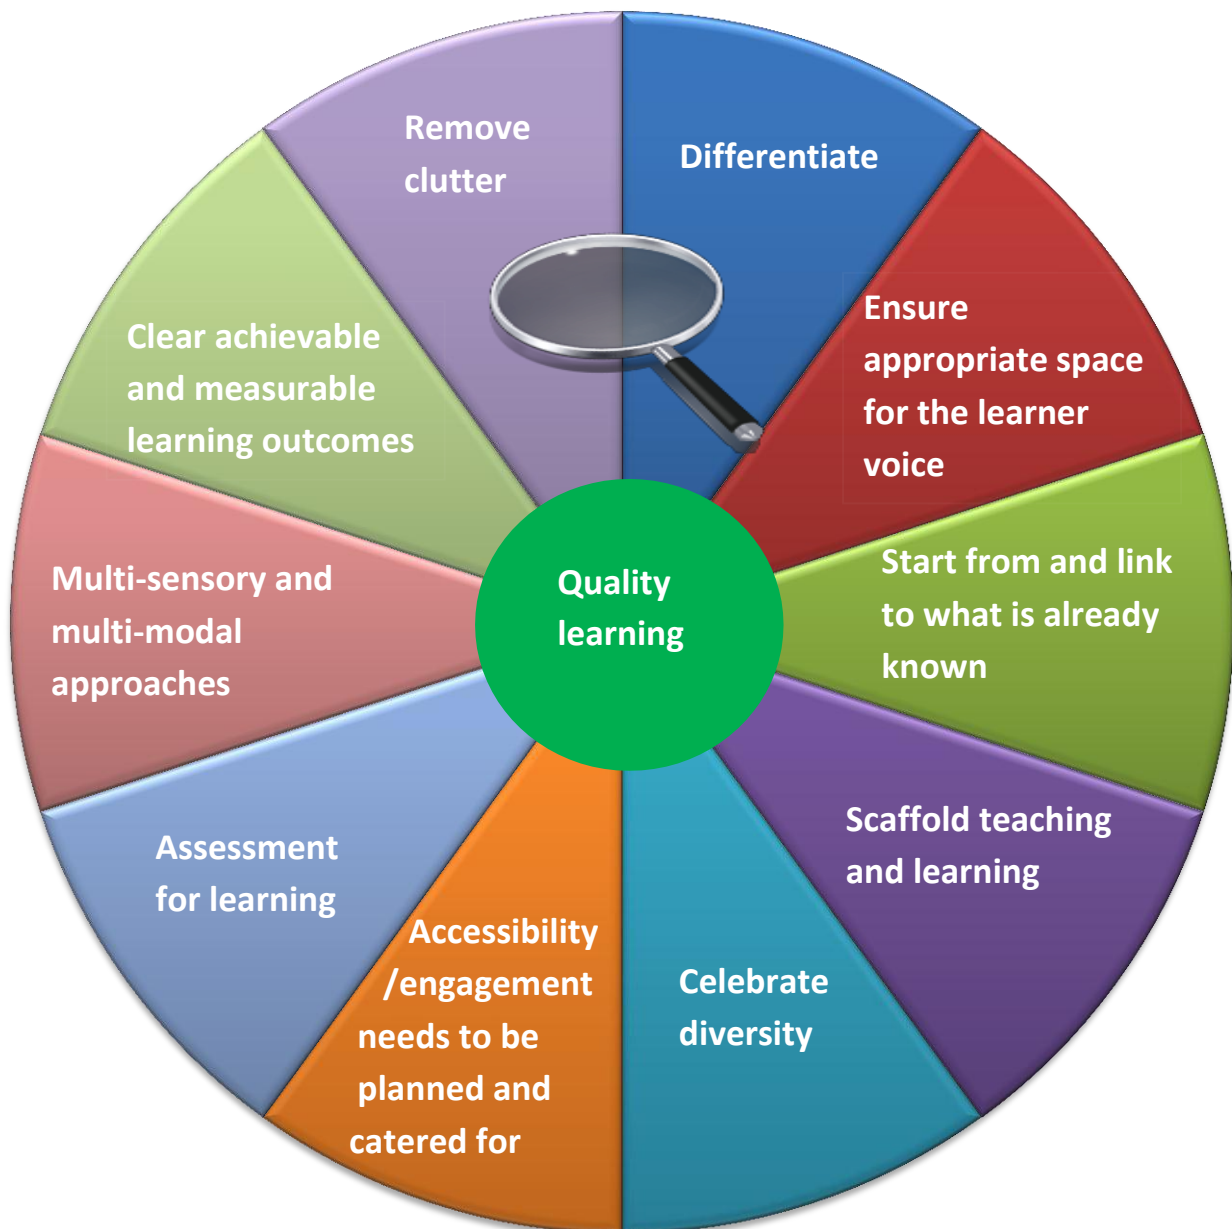 Remove
clutter
Differentiate
Ensure
appropriate space
for the learner
voice
Start from and link
to what is already
known
Scaffold teaching
and learning
Celebrate
diversity
Accessibility
/engagement
needs to be
planned and
catered for
Assessment
for learning
Multi-sensory and
multi-modal
approaches
Clear achievable
and measurable
learning outcomes
Quality
learning